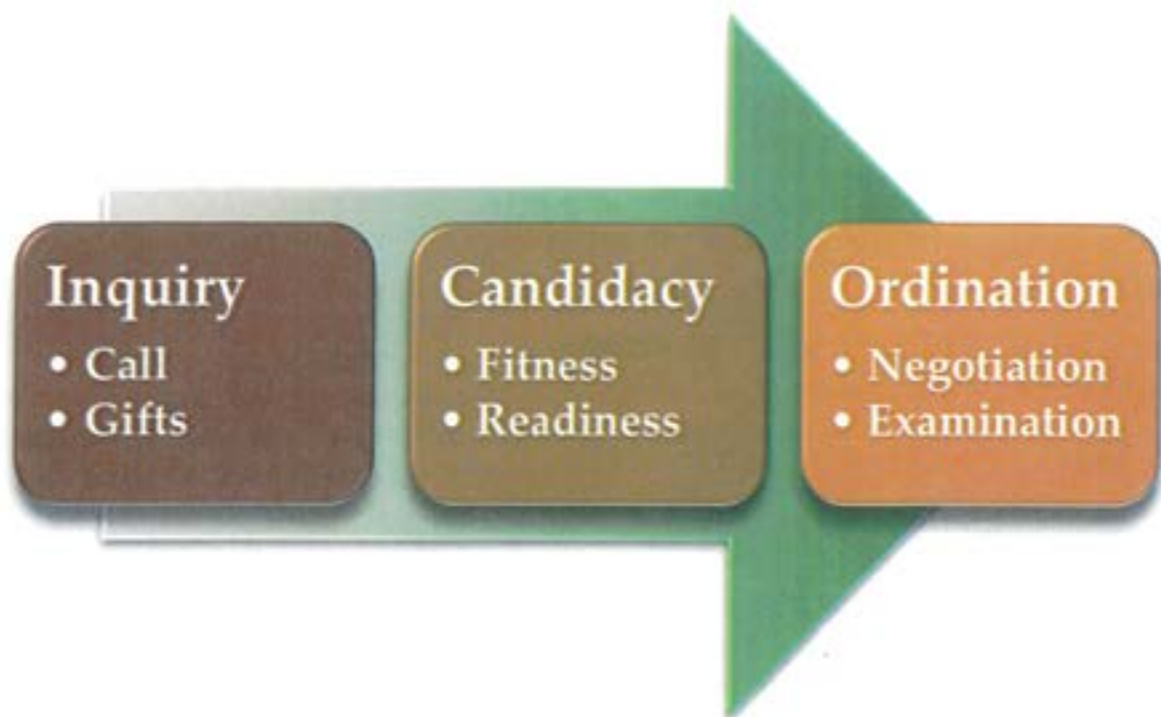 Inquiry
• Call
• Gifts
Candidacy
• Fitness
• Readiness
Ordination
• Negotiation
• Examination